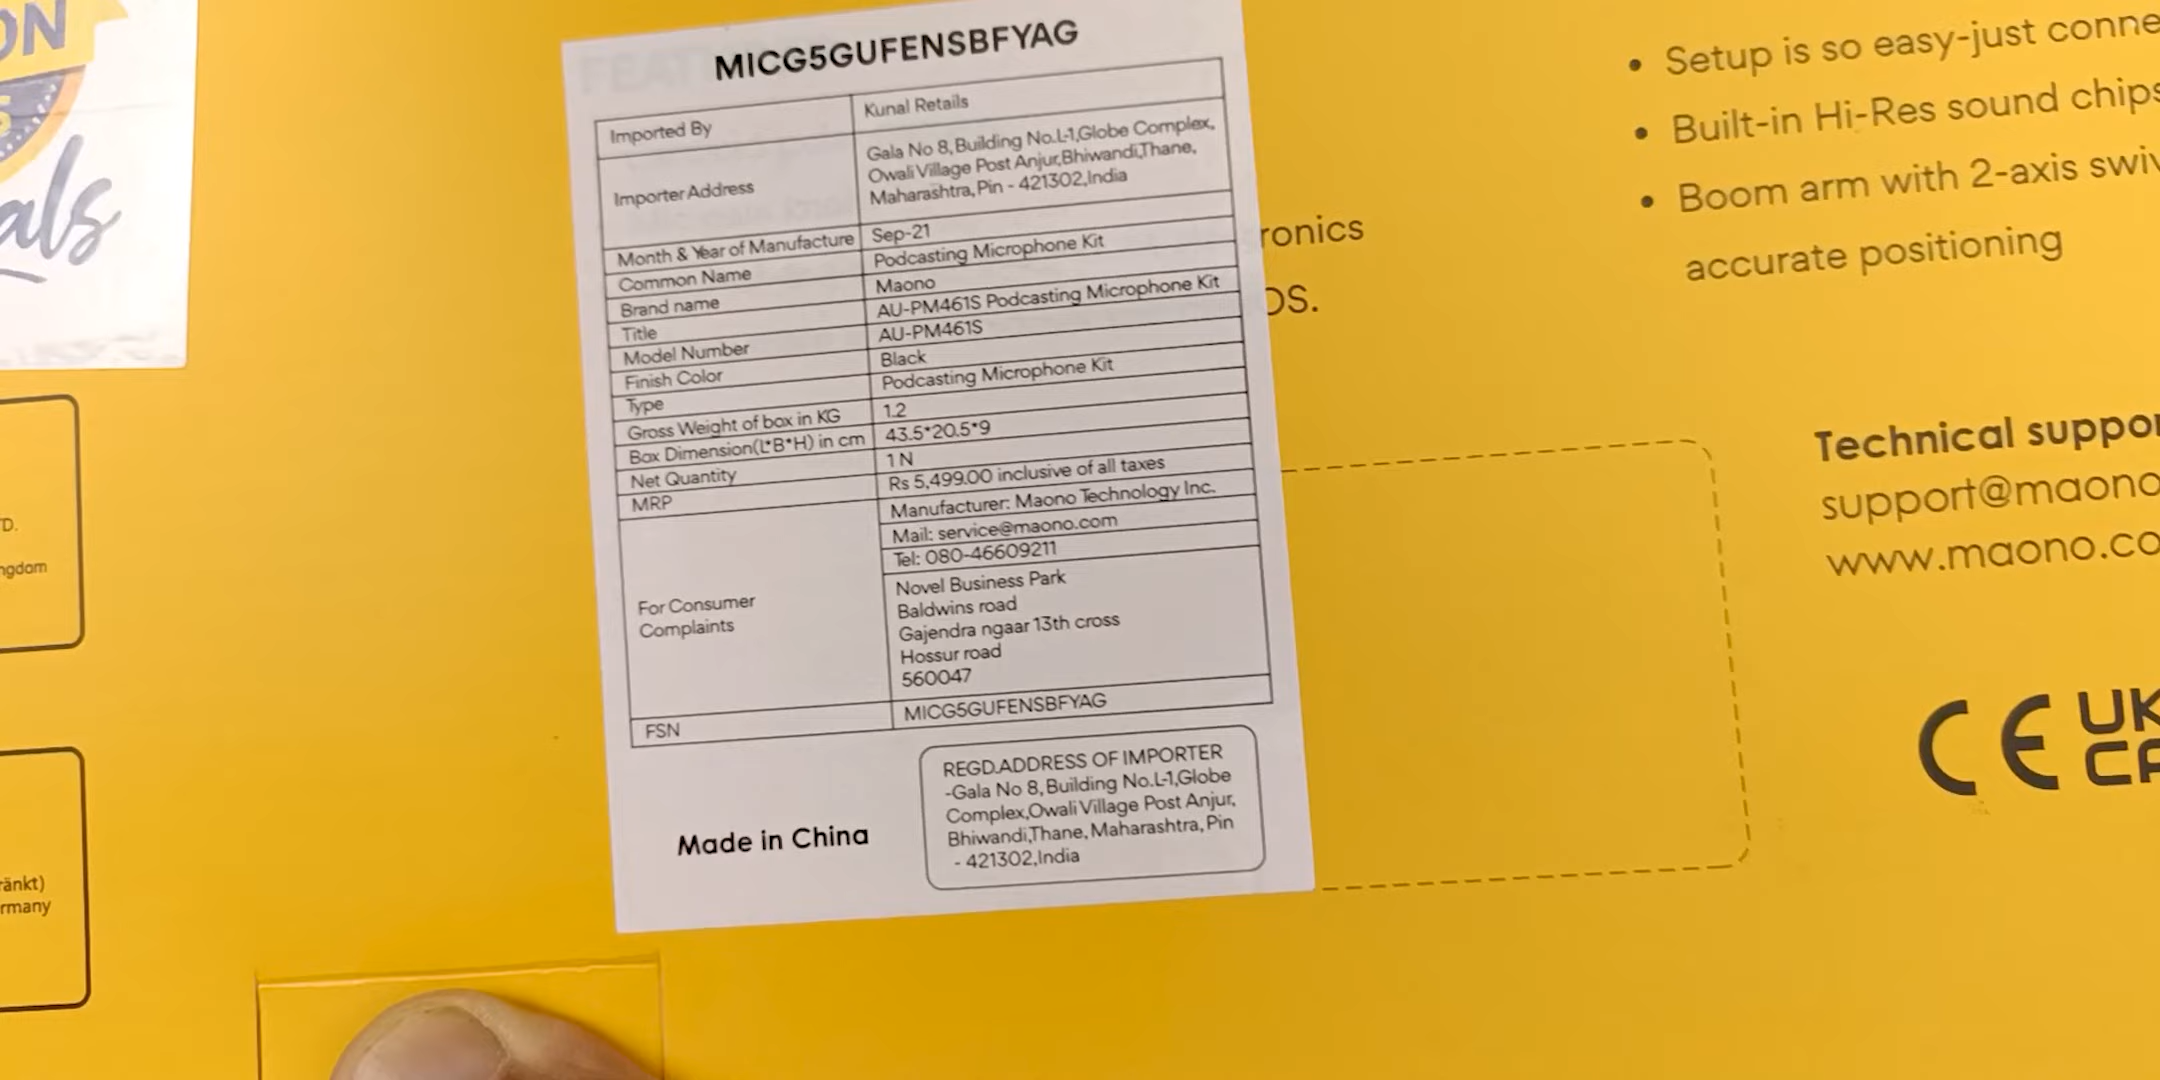 ON
S
als
TD.
ngdom
ränkt)
rmany
MICG5GUFENSBFYAG
Imported By Kunal Retails
Importer Address Gala No 8, Building No.L-1,Globe Complex,
Owali Village Post Anjur,Bhiwandi,Thane,
Maharashtra, Pin - 421302,India
Month & Year of Manufacture Sep-21
Common Name Podcasting Microphone Kit
Brand name Maono
Title AU-PM461S Podcasting Microphone Kit
Model Number AU-PM461S
Finish Color Black
Type Podcasting Microphone Kit
Gross Weight of box in KG 1.2
Box Dimension(L*B*H) in cm 43.5*20.5*9
Net Quantity 1 N
MRP Rs 5,499.00 inclusive of all taxes
For Consumer
Complaints
Manufacturer: Maono Technology Inc.
Mail: service@maono.com
Tel: 080-46609211
Novel Business Park
Baldwins road
Gajendra ngaar 13th cross
Hossur road
560047
FSN MICG5GUFENSBFYAG
Made in China
REGD.ADDRESS OF IMPORTER
-Gala No 8, Building No.L-1,Globe
Complex,Owali Village Post Anjur,
Bhiwandi,Thane, Maharashtra, Pin
- 421302,India
ronics
OS.
• Setup is so easy-just conne
• Built-in Hi-Res sound chips
• Boom arm with 2-axis swiv
accurate positioning
Technical suppor
support@maono
www.maono.co
CE UK
CA